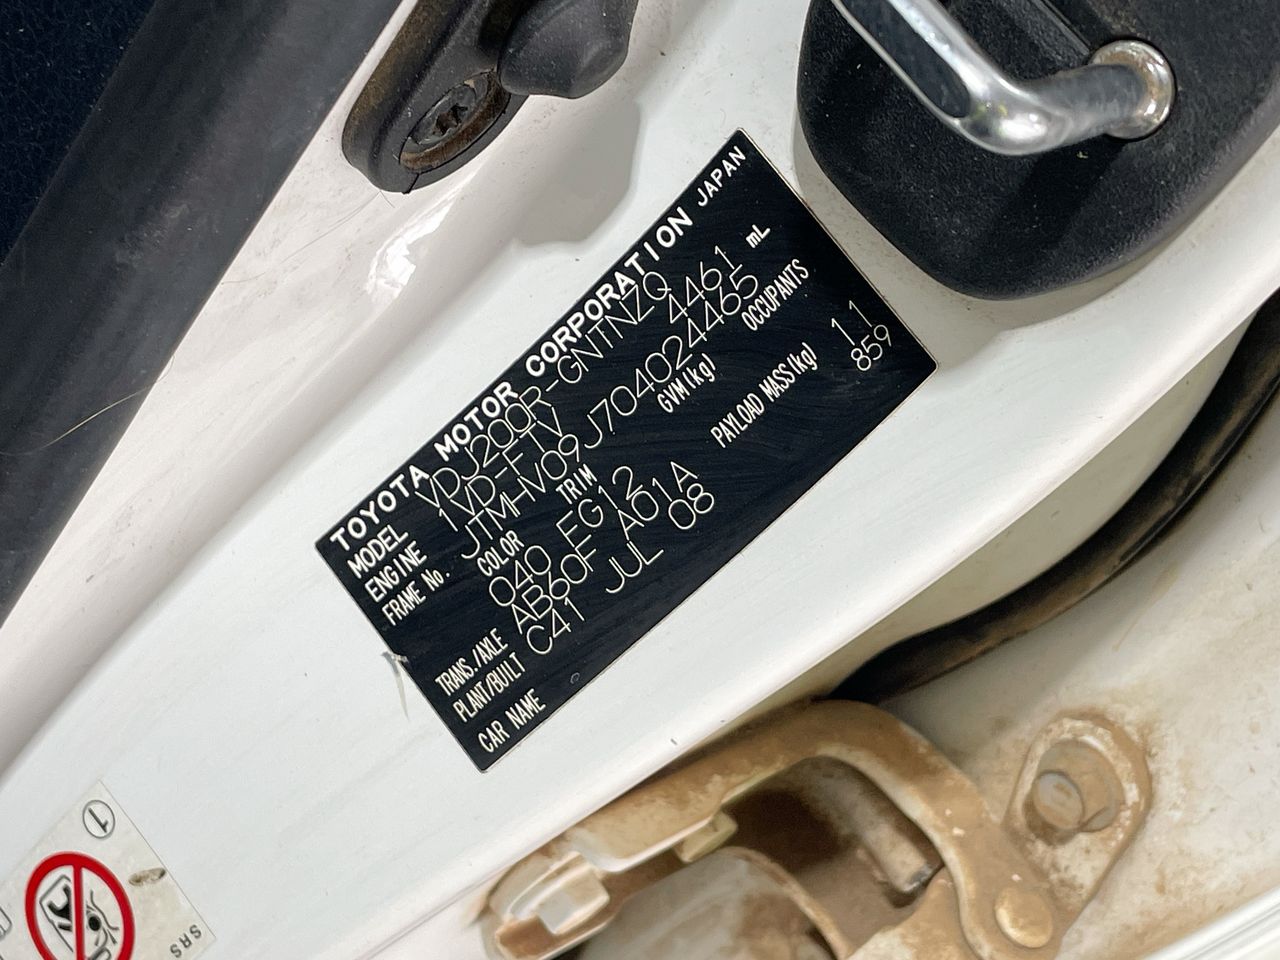 TOYOTA MOTOR CORPORATION JAPAN
MODEL VDJ200R-GNTNZQ
ENGINE 1VD-FTV 4461 mL
FRAME No. JTMHV09J704024465
COLOR TRIM GVM(kg) OCCUPANTS
040 FG12 11
PAYLOAD MASS(kg) 859
TRANS./AXLE AB60F A01A
PLANT/BUILT C41 JUL 08
CAR NAME
1
SRS